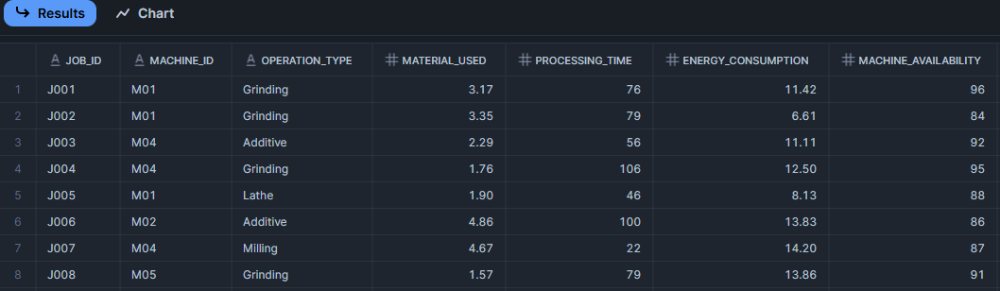 Results Chart
JOB_ID MACHINE_ID OPERATION_TYPE MATERIAL_USED PROCESSING_TIME ENERGY_CONSUMPTION MACHINE_AVAILABILITY
1 J001 M01 Grinding 3.17 76 11.42 96
2 J002 M01 Grinding 3.35 79 6.61 84
3 J003 M04 Additive 2.29 56 11.11 92
4 J004 M04 Grinding 1.76 106 12.50 95
5 J005 M01 Lathe 1.90 46 8.13 88
6 J006 M02 Additive 4.86 100 13.83 86
7 J007 M04 Milling 4.67 22 14.20 87
8 J008 M05 Grinding 1.57 79 13.86 91